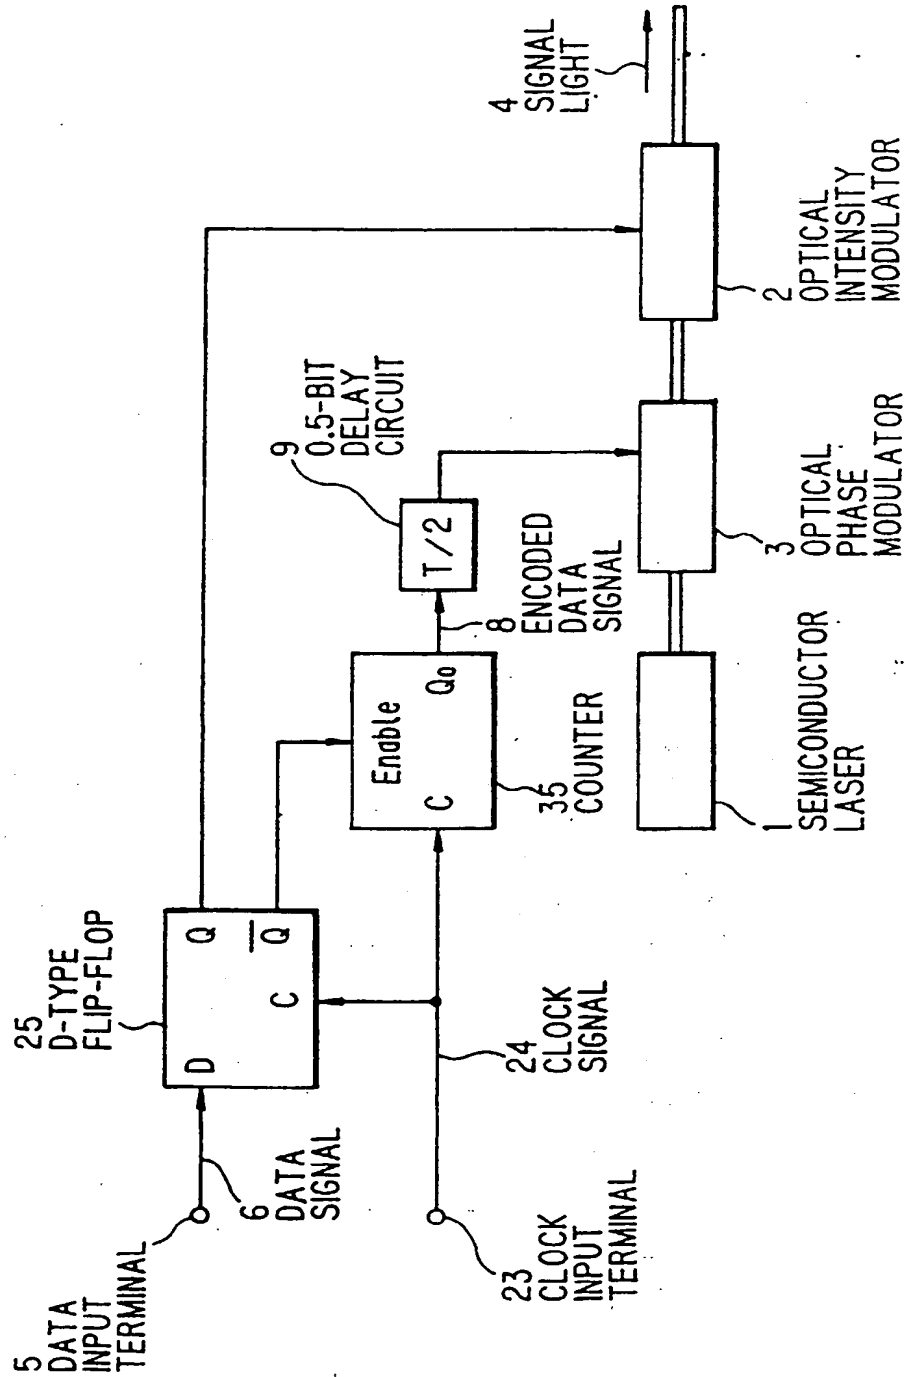 5
DATA
INPUT
TERMINAL
6
DATA
SIGNAL
25
D-TYPE
FLIP-FLOP
D
Q
Q
C
23
CLOCK
INPUT
TERMINAL
24
CLOCK
SIGNAL
Enable
C
Q0
35
COUNTER
8
ENCODED
DATA
SIGNAL
T/2
9
0.5-BIT
DELAY
CIRCUIT
1
SEMICONDUCTOR
LASER
3
OPTICAL
PHASE
MODULATOR
2
OPTICAL
INTENSITY
MODULATOR
4
SIGNAL
LIGHT